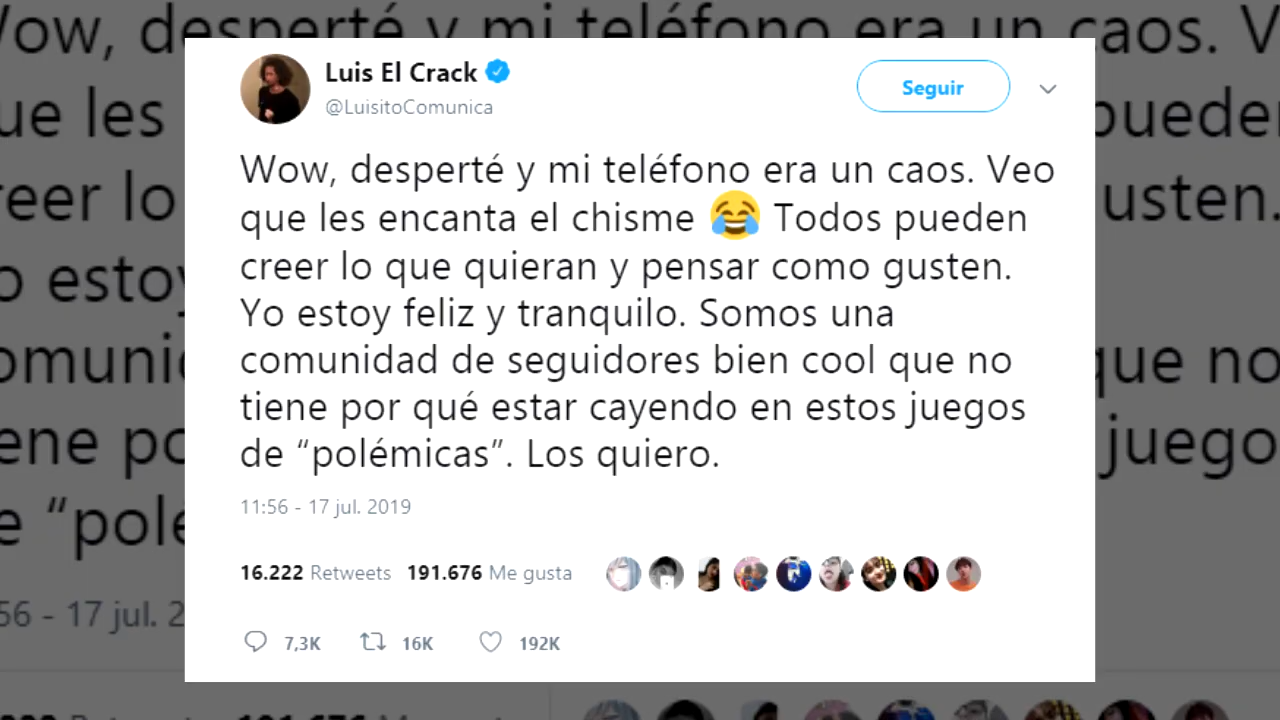 Luis El Crack
@LuisitoComunica
Seguir
Wow, desperté y mi teléfono era un caos. Veo
que les encanta el chisme 😂 Todos pueden
creer lo que quieran y pensar como gusten.
Yo estoy feliz y tranquilo. Somos una
comunidad de seguidores bien cool que no
tiene por qué estar cayendo en estos juegos
de “polémicas”. Los quiero.
11:56 - 17 jul. 2019
16.222 Retweets 191.676 Me gusta
7,3K 16K 192K